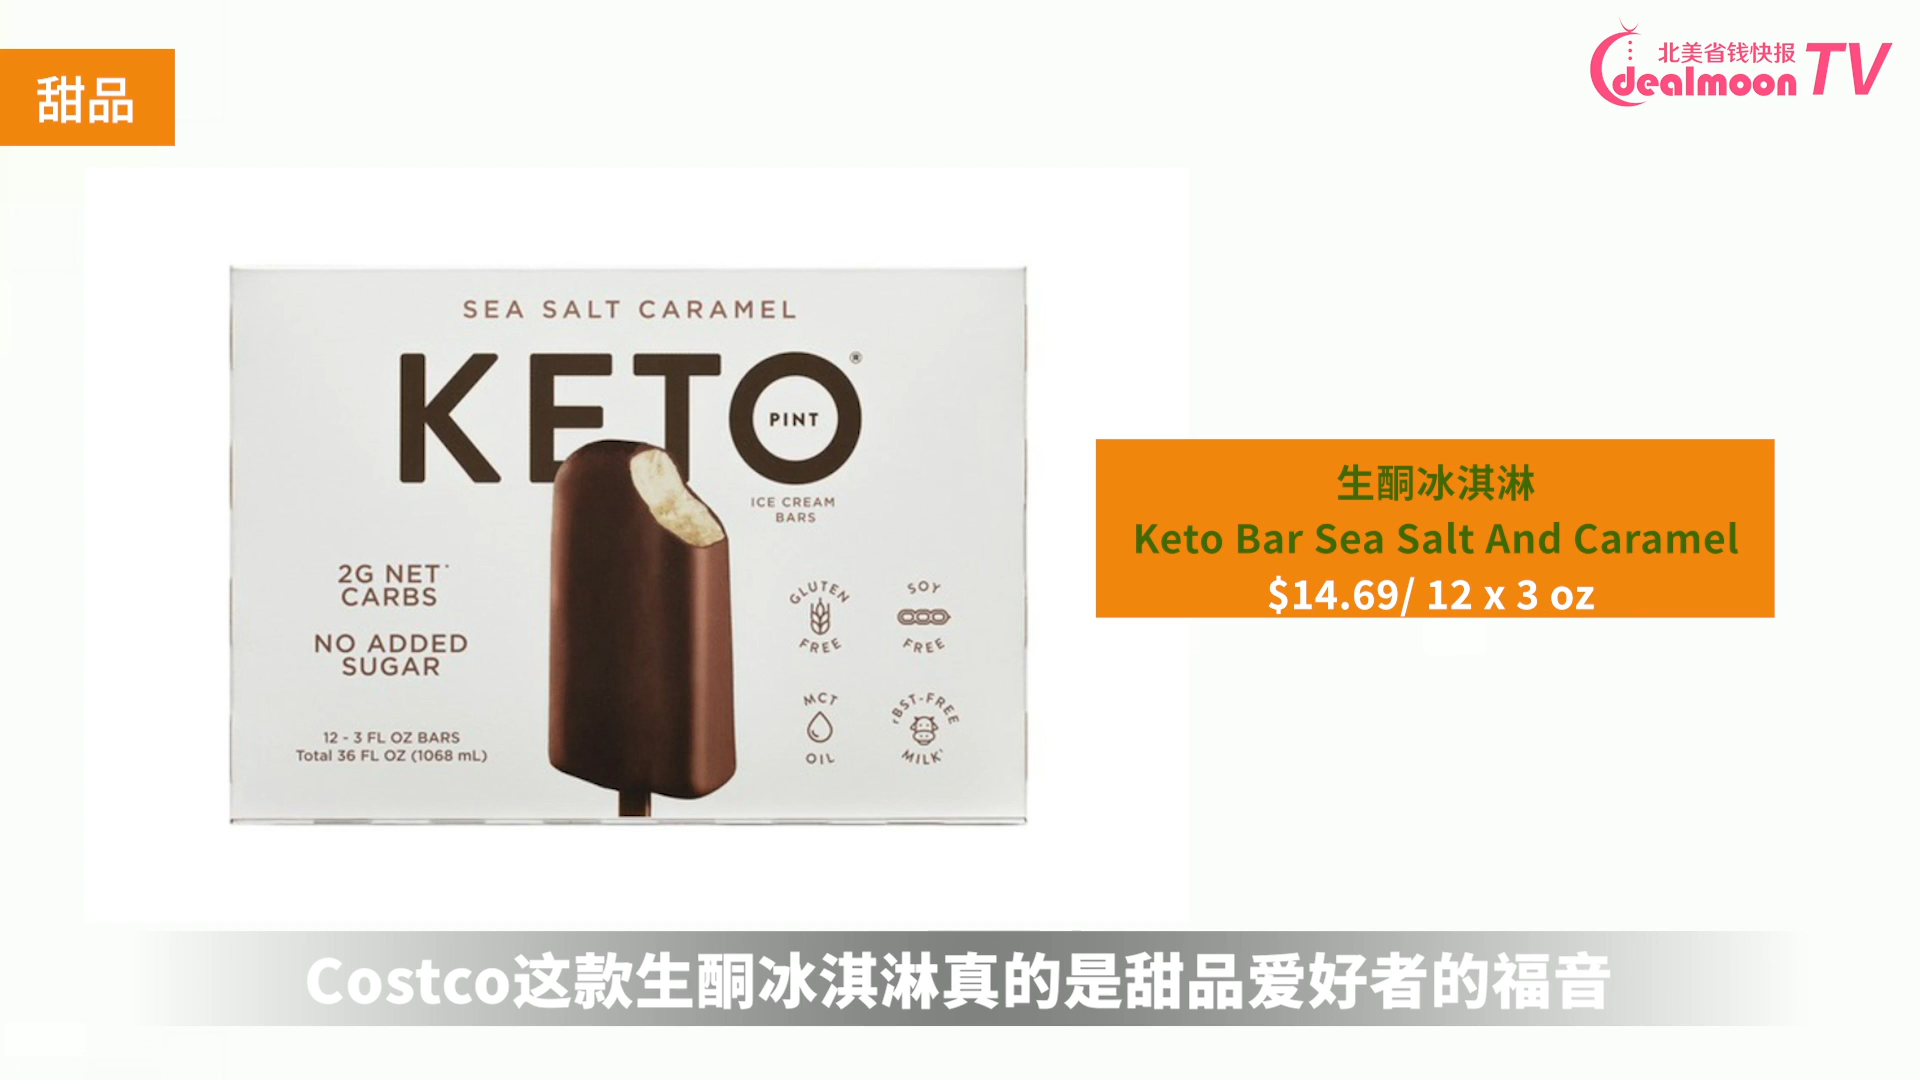 甜品
北美省钱快报
dealmoon TV
SEA SALT CARAMEL
KETO®
PINT
ICE CREAM
BARS
2G NET*
CARBS
NO ADDED
SUGAR
GLUTEN
FREE
SOY
FREE
MCT
OIL
rBST-FREE
MILK*
12 - 3 FL OZ BARS
Total 36 FL OZ (1068 mL)
生酮冰淇淋
Keto Bar Sea Salt And Caramel
$14.69/ 12 x 3 oz
Costco这款生酮冰淇淋真的是甜品爱好者的福音